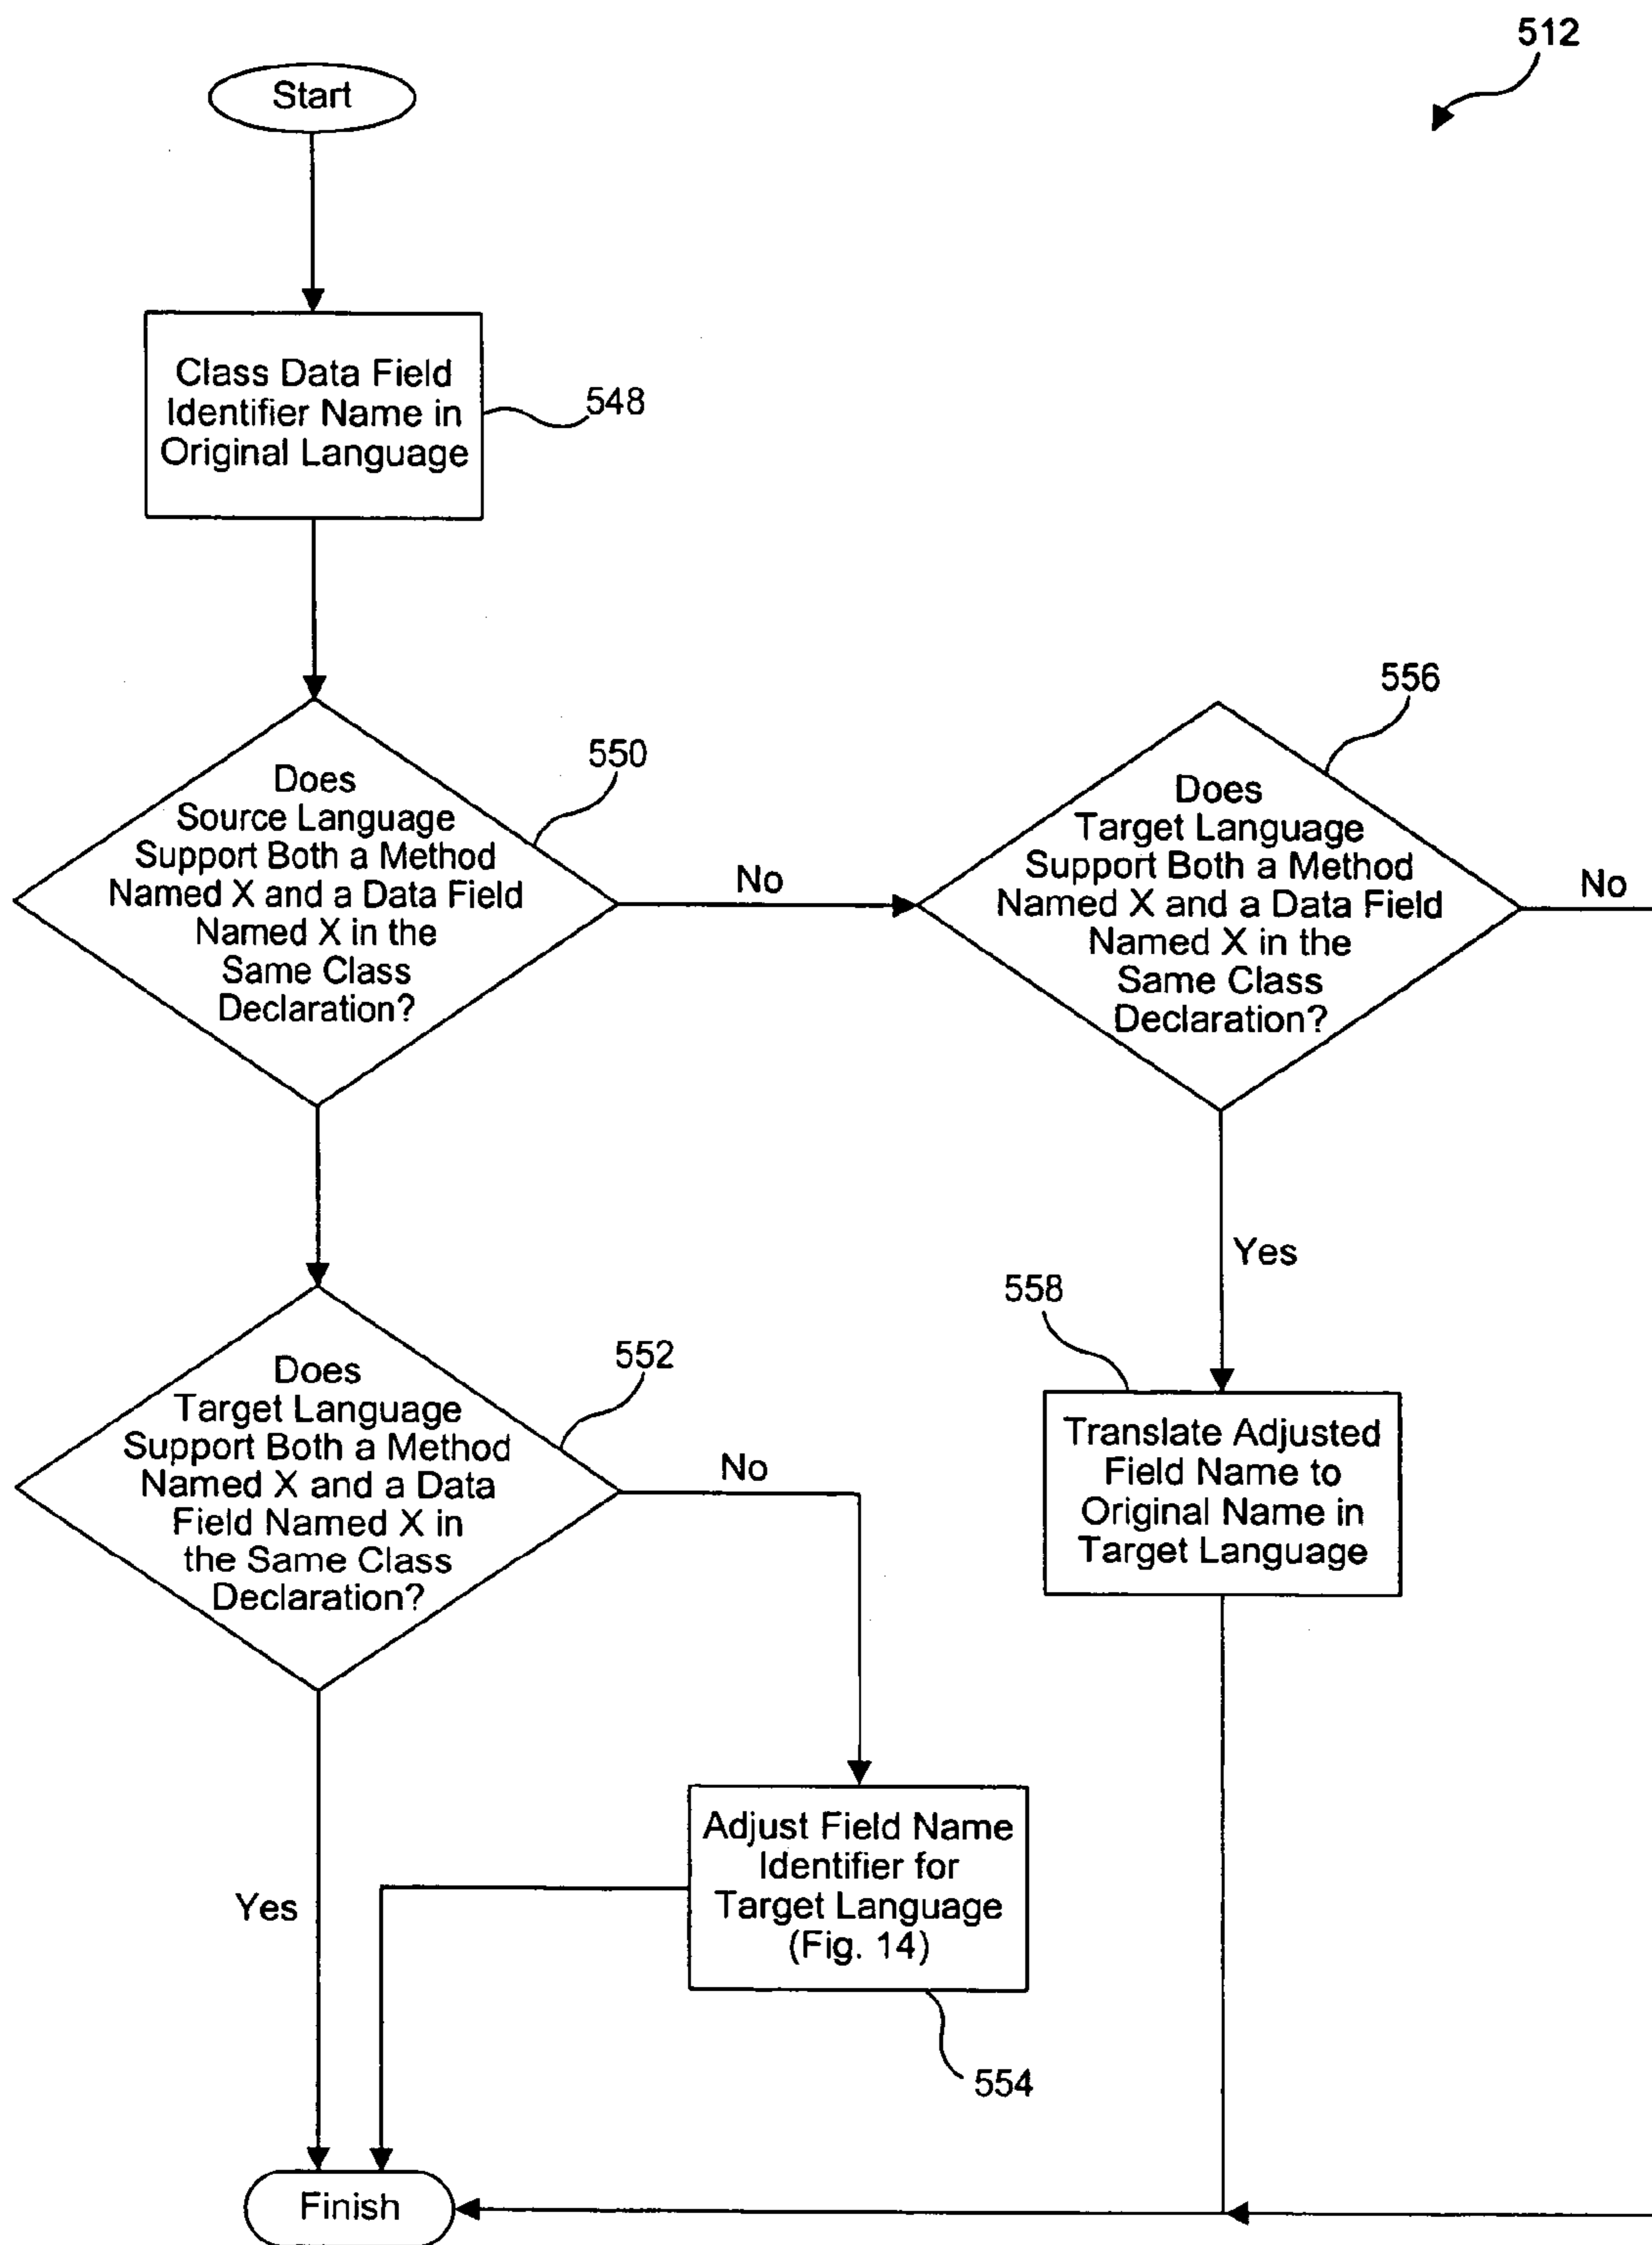 512
Start
Class Data Field
Identifier Name in
Original Language
548
Does
Source Language
Support Both a Method
Named X and a Data Field
Named X in the
Same Class
Declaration?
550
No
Does
Target Language
Support Both a Method
Named X and a Data Field
Named X in the
Same Class
Declaration?
556
No
Yes
558
Translate Adjusted
Field Name to
Original Name in
Target Language
Does
Target Language
Support Both a Method
Named X and a Data
Field Named X in
the Same Class
Declaration?
552
No
Adjust Field Name
Identifier for
Target Language
(Fig. 14)
554
Yes
Finish